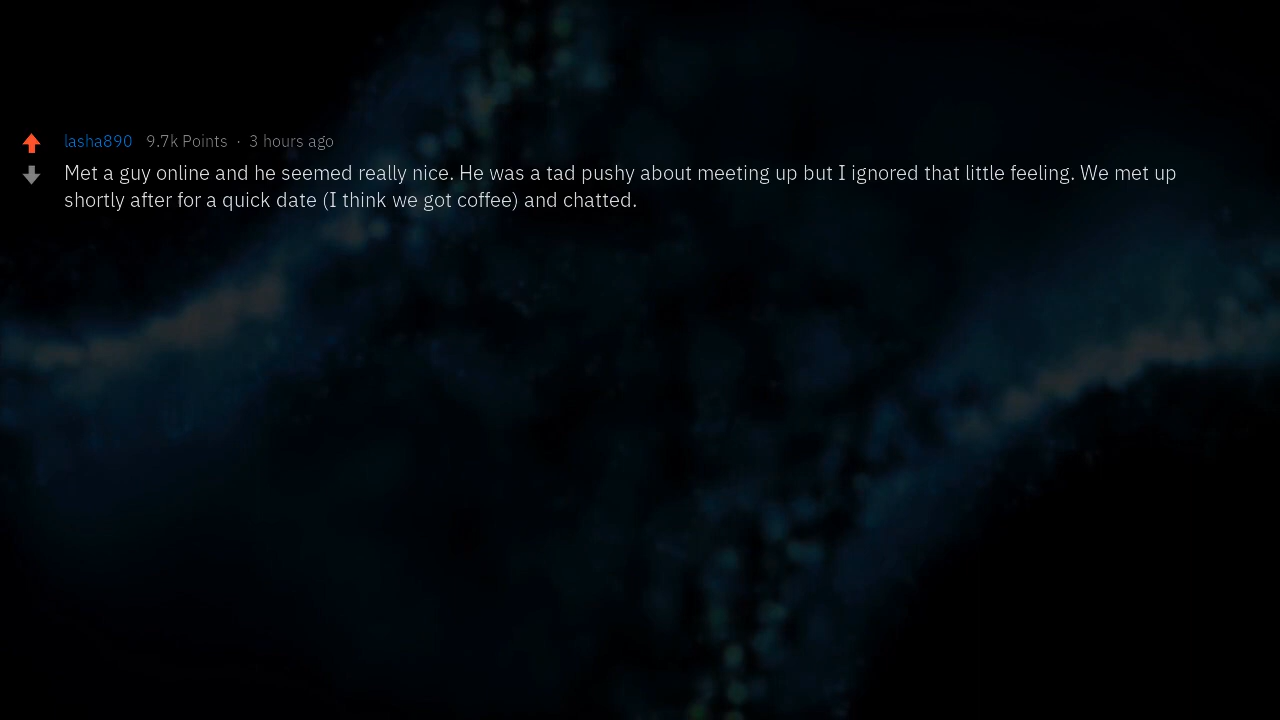 lasha890 9.7k Points · 3 hours ago
Met a guy online and he seemed really nice. He was a tad pushy about meeting up but I ignored that little feeling. We met up
shortly after for a quick date (I think we got coffee) and chatted.